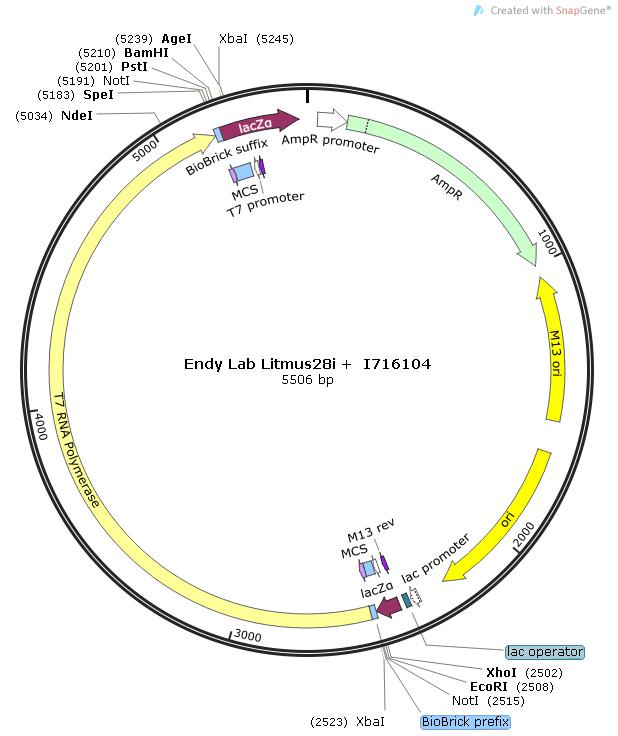 Created with SnapGene®
(5239) AgeI
XbaI (5245)
(5210) BamHI
(5201) PstI
(5191) NotI
(5183) SpeI
(5034) NdeI
5000
lacZα
BioBrick suffix
AmpR promoter
MCS
T7 promoter
AmpR
1000
M13 ori
Endy Lab Litmus28i + I716104
5506 bp
4000
T7 RNA Polymerase
ori
2000
M13 rev
MCS
lac promoter
lacZα
3000
lac operator
XhoI (2502)
EcoRI (2508)
NotI (2515)
(2523) XbaI
BioBrick prefix